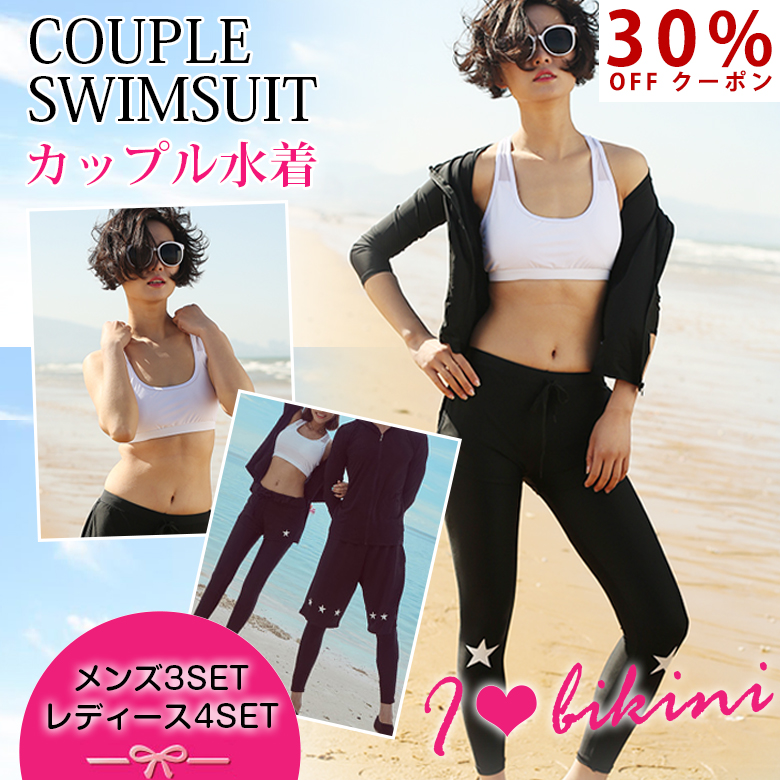 COUPLE
SWIMSUIT
カップル水着
30%
OFF クーポン
メンズ3SET
レディース4SET
I ❤ bikini